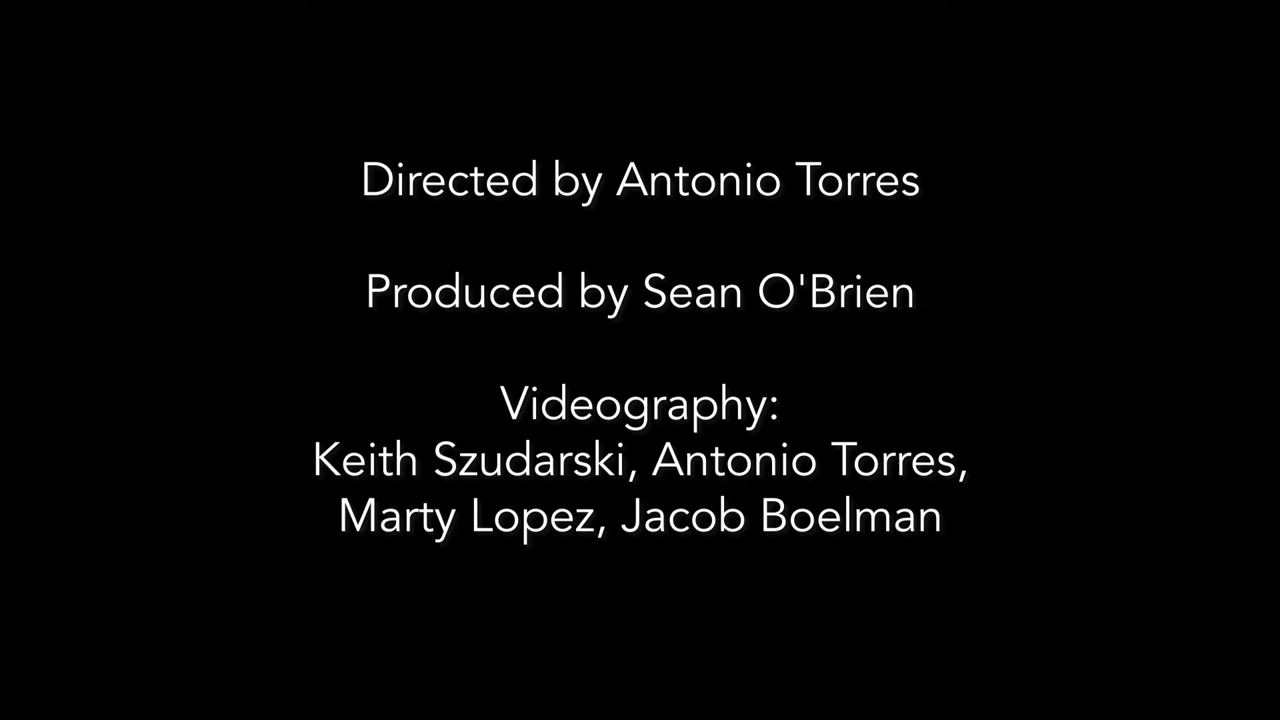 Directed by Antonio Torres
Produced by Sean O'Brien
Videography:
Keith Szudarski, Antonio Torres,
Marty Lopez, Jacob Boelman